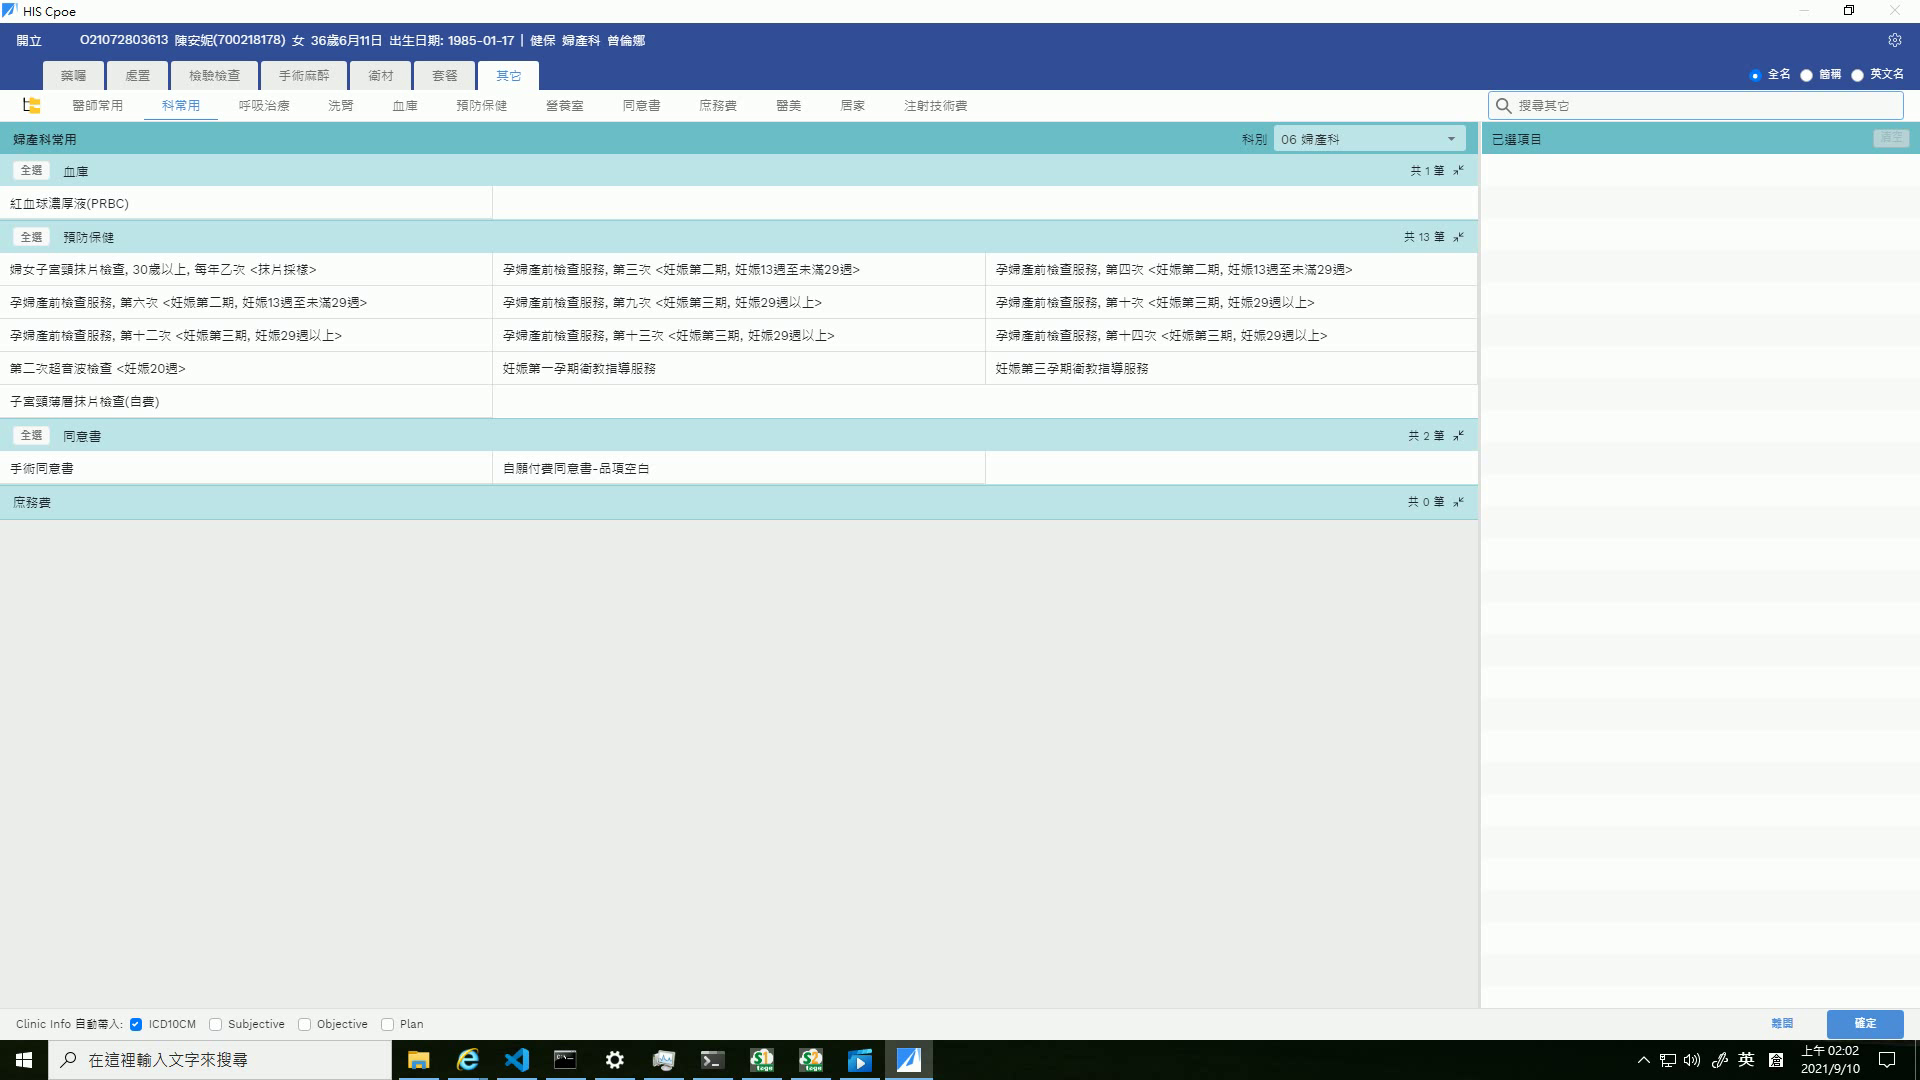 HIS Cpoe
開立 O21072803613 陳安妮(700218178) 女 36歲6月11日 出生日期: 1985-01-17 | 健保 婦產科 曾倫娜
藥囑 處置 檢驗檢查 手術麻醉 衛材 套餐 其它
全名 簡稱 英文名
醫師常用 科常用 呼吸治療 洗腎 血庫 預防保健 營養室 同意書 庶務費 醫美 居家 注射技術費
搜尋其它
婦產科常用 科別 06 婦產科
已選項目 清空
全選 血庫 共 1 筆
紅血球濃厚液(PRBC)
全選 預防保健 共 13 筆
婦女子宮頸抹片檢查, 30歲以上, 每年乙次 <抹片採樣> 孕婦產前檢查服務, 第三次 <妊娠第二期, 妊娠13週至未滿29週> 孕婦產前檢查服務, 第四次 <妊娠第二期, 妊娠13週至未滿29週>
孕婦產前檢查服務, 第六次 <妊娠第二期, 妊娠13週至未滿29週> 孕婦產前檢查服務, 第九次 <妊娠第三期, 妊娠29週以上> 孕婦產前檢查服務, 第十次 <妊娠第三期, 妊娠29週以上>
孕婦產前檢查服務, 第十二次 <妊娠第三期, 妊娠29週以上> 孕婦產前檢查服務, 第十三次 <妊娠第三期, 妊娠29週以上> 孕婦產前檢查服務, 第十四次 <妊娠第三期, 妊娠29週以上>
第二次超音波檢查 <妊娠20週> 妊娠第一孕期衛教指導服務 妊娠第三孕期衛教指導服務
子宮頸薄層抹片檢查(自費)
全選 同意書 共 2 筆
手術同意書 自願付費同意書-品項空白
庶務費 共 0 筆
Clinic Info 自動帶入: ICD10CM Subjective Objective Plan
離開 確定
在這裡輸入文字來搜尋
英
上午 02:02
2021/9/10